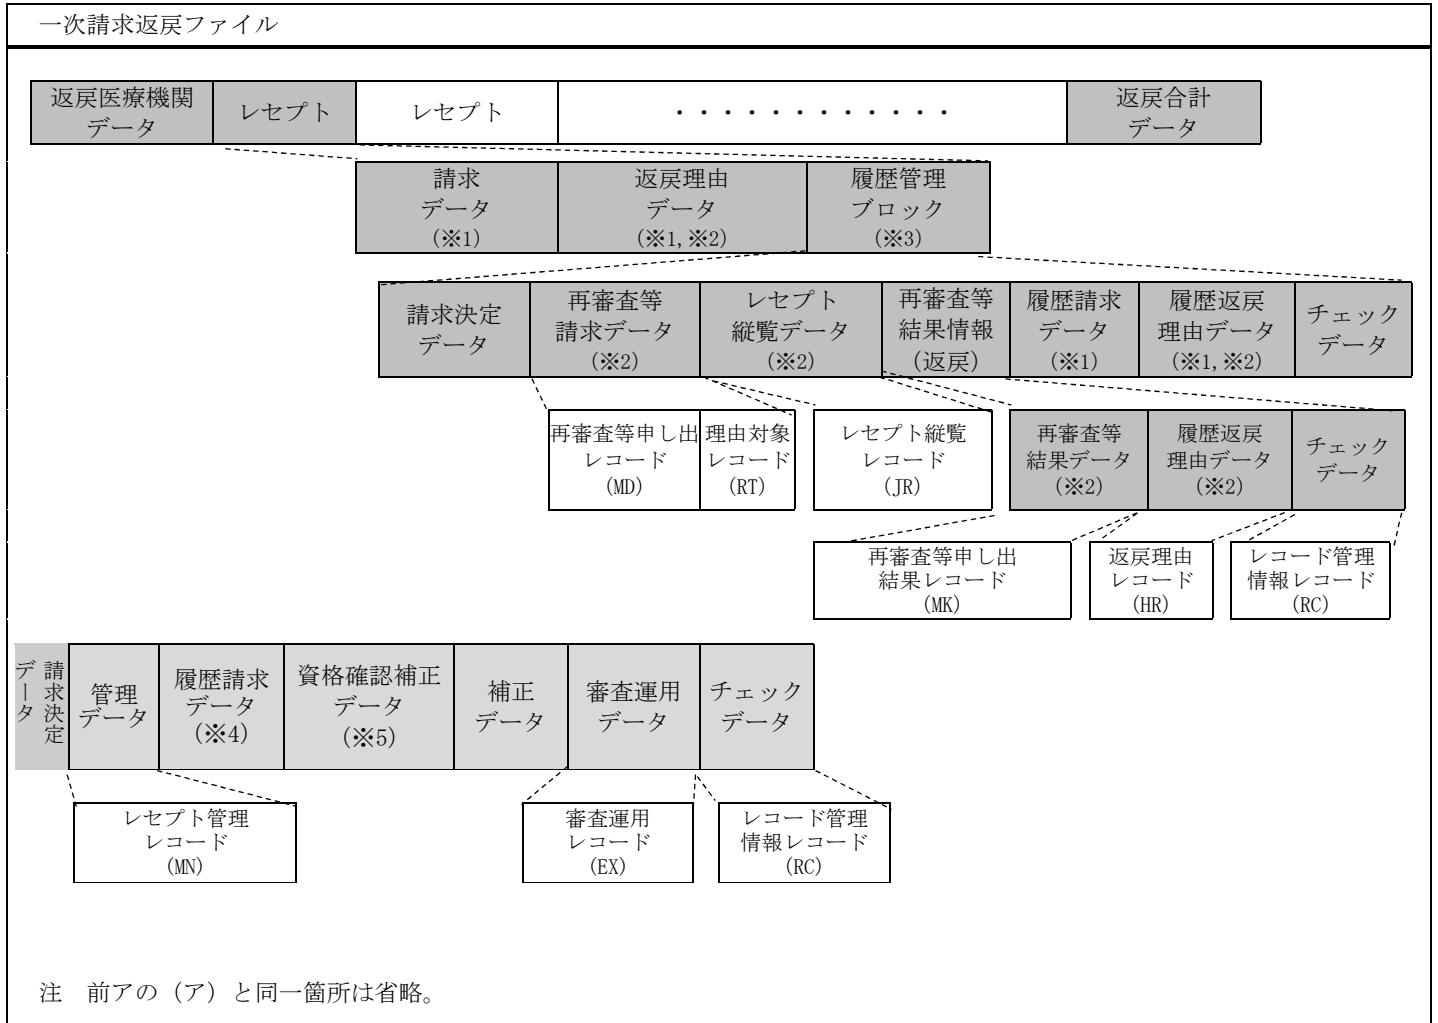 一次請求返戻ファイル
返戻医療機関
データ
レセプト
レセプト
・・・・・・・・・・・・
返戻合計
データ
請求
データ
(※1)
返戻理由
データ
(※1,※2)
履歴管理
ブロック
(※3)
請求決定
データ
再審査等
請求データ
(※2)
レセプト
縦覧データ
(※2)
再審査等
結果情報
(返戻)
履歴請求
データ
(※1)
履歴返戻
理由データ
(※1,※2)
チェック
データ
再審査等申し出
レコード
(MD)
理由対象
レコード
(RT)
レセプト縦覧
レコード
(JR)
再審査等
結果データ
(※2)
履歴返戻
理由データ
(※2)
チェック
データ
再審査等申し出
結果レコード
(MK)
返戻理由
レコード
(HR)
レコード管理
情報レコード
(RC)
請求決定
データ
管理
データ
履歴請求
データ
(※4)
資格確認補正
データ
(※5)
補正
データ
審査運用
データ
チェック
データ
レセプト管理
レコード
(MN)
審査運用
レコード
(EX)
レコード管理
情報レコード
(RC)
注　前アの（ア）と同一箇所は省略。